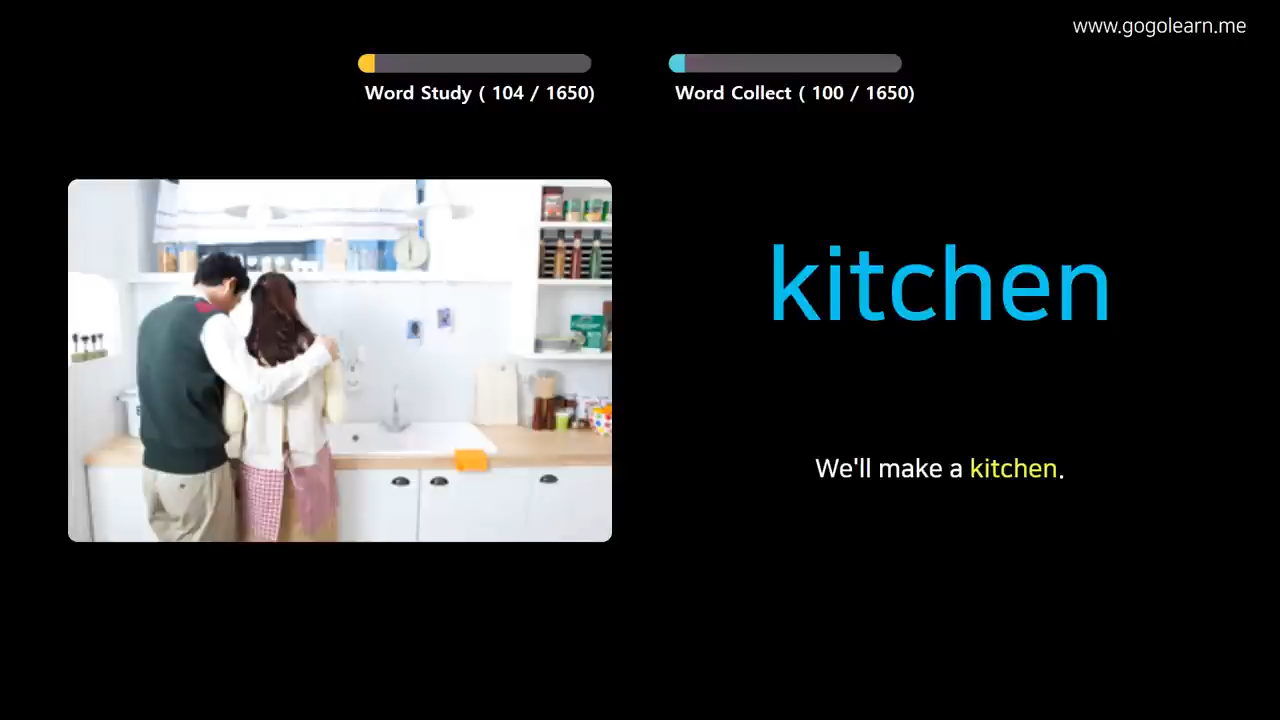 www.gogolearn.me
Word Study ( 104 / 1650)
Word Collect ( 100 / 1650)
kitchen
We'll make a kitchen.